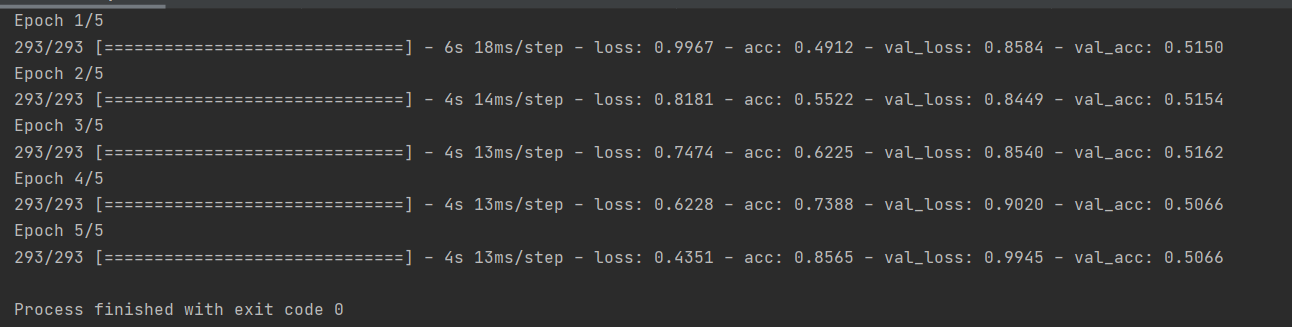 Epoch 1/5
293/293 [==============================] - 6s 18ms/step - loss: 0.9967 - acc: 0.4912 - val_loss: 0.8584 - val_acc: 0.5150
Epoch 2/5
293/293 [==============================] - 4s 14ms/step - loss: 0.8181 - acc: 0.5522 - val_loss: 0.8449 - val_acc: 0.5154
Epoch 3/5
293/293 [==============================] - 4s 13ms/step - loss: 0.7474 - acc: 0.6225 - val_loss: 0.8540 - val_acc: 0.5162
Epoch 4/5
293/293 [==============================] - 4s 13ms/step - loss: 0.6228 - acc: 0.7388 - val_loss: 0.9020 - val_acc: 0.5066
Epoch 5/5
293/293 [==============================] - 4s 13ms/step - loss: 0.4351 - acc: 0.8565 - val_loss: 0.9945 - val_acc: 0.5066
Process finished with exit code 0